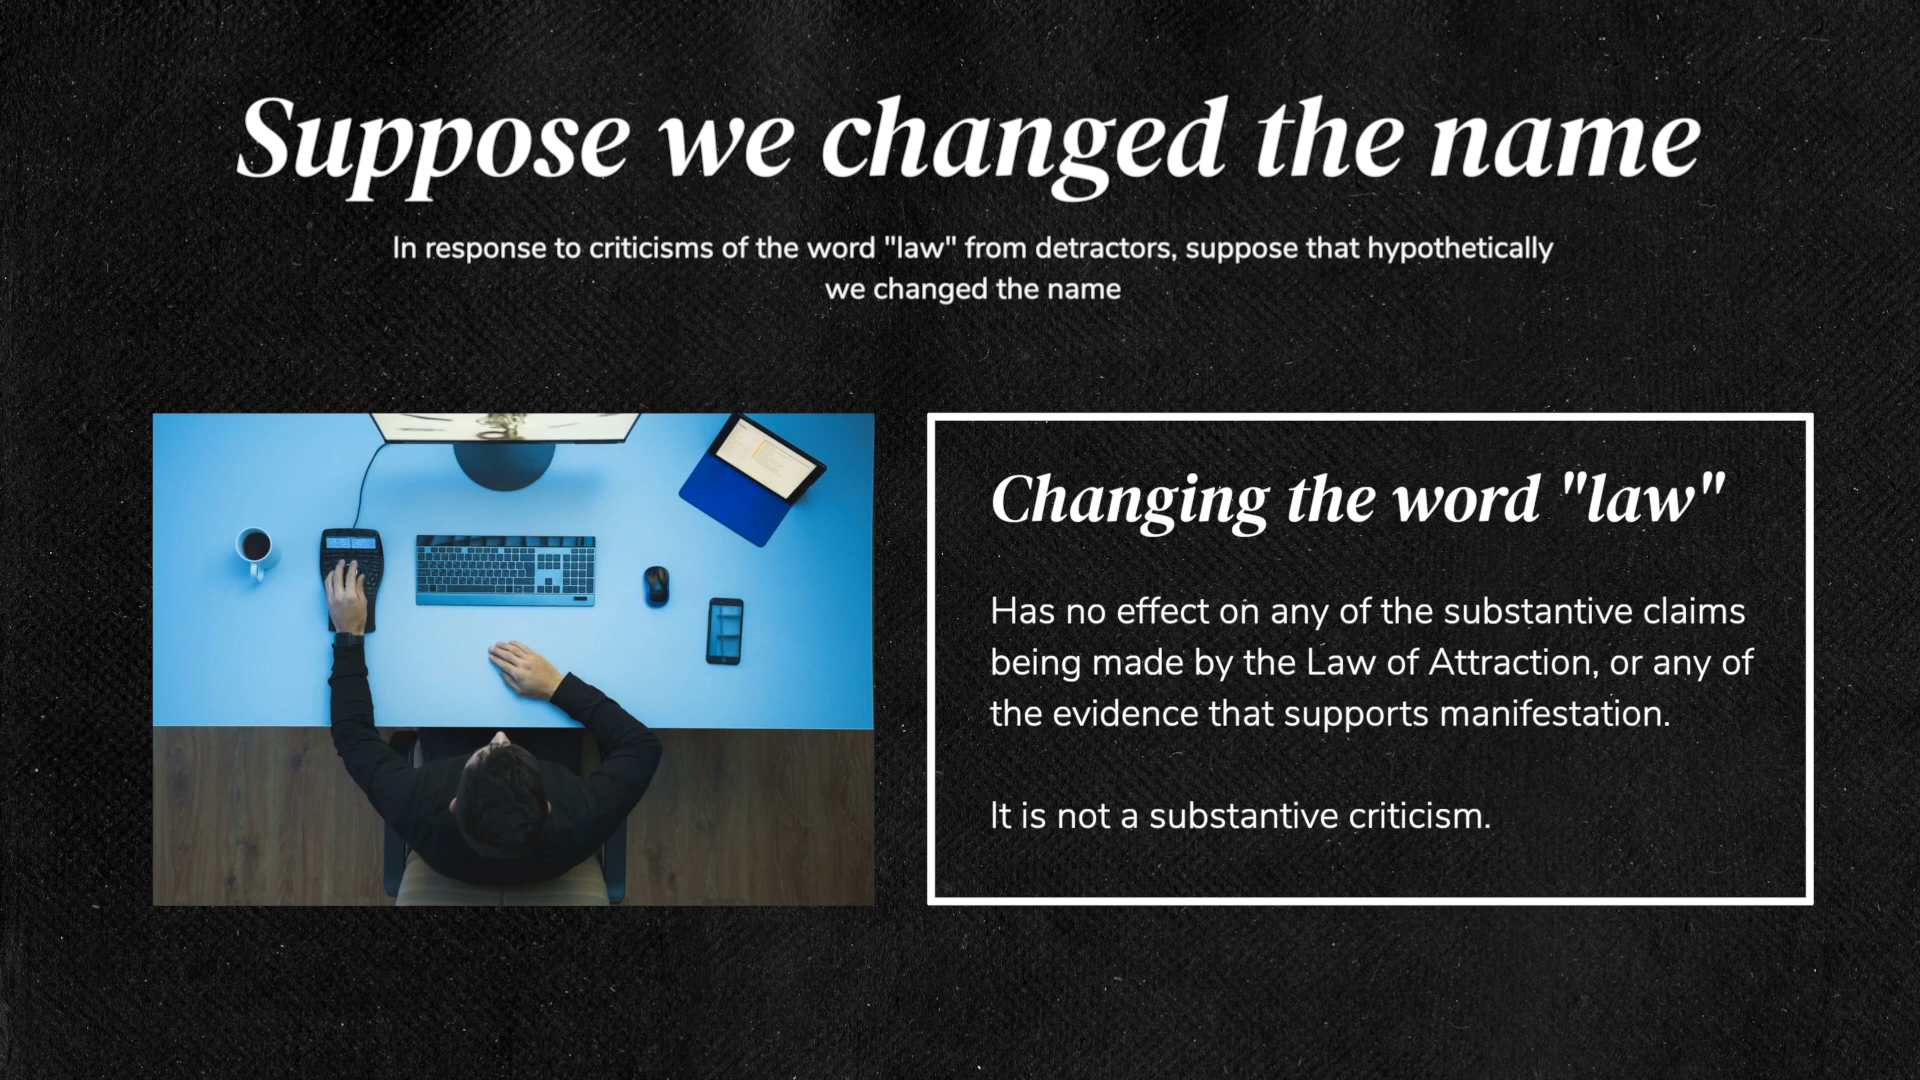 Suppose we changed the name
In response to criticisms of the word "law" from detractors, suppose that hypothetically
we changed the name
Changing the word "law"
Has no effect on any of the substantive claims
being made by the Law of Attraction, or any of
the evidence that supports manifestation.
It is not a substantive criticism.